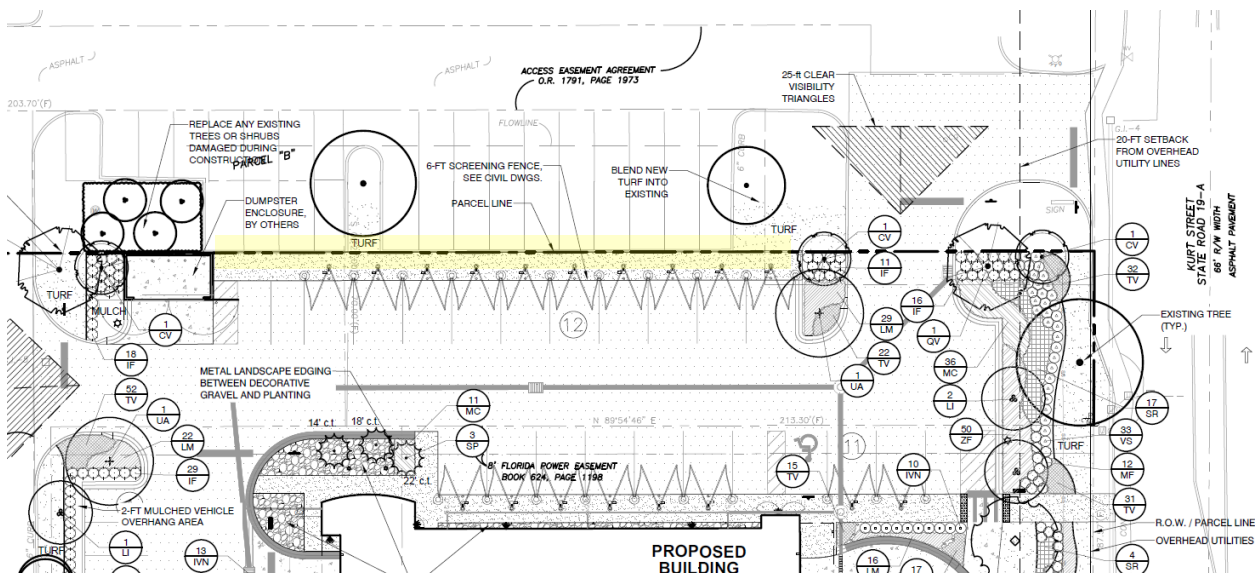 ASPHALT
ASPHALT
ACCESS EASEMENT AGREEMENT
O.R. 1791, PAGE 1973
203.70'(F)
FLOWLINE
REPLACE ANY EXISTING
TREES OR SHRUBS
DAMAGED DURING
CONSTRUCTION
PARCEL "B"
6-FT SCREENING FENCE,
SEE CIVIL DWGS.
PARCEL LINE
DUMPSTER
ENCLOSURE,
BY OTHERS
BLEND NEW
TURF INTO
EXISTING
6" CURB
25-ft CLEAR
VISIBILITY
TRIANGLES
G.I.-4
20-FT SETBACK
FROM OVERHEAD
UTILITY LINES
SIGN
KURT STREET
STATE ROAD 19-A
66' R/W WIDTH
ASPHALT PAVEMENT
TURF
TURF
TURF
MULCH
1
CV
1
CV
11
IF
1
CV
32
TV
16
IF
1
QV
29
LM
22
TV
1
UA
36
MC
2
LI
EXISTING TREE
(TYP.)
12
18
IF
52
TV
1
UA
22
LM
29
IF
METAL LANDSCAPE EDGING
BETWEEN DECORATIVE
GRAVEL AND PLANTING
14' c.t.
18' c.t.
22' c.t.
11
MC
3
SP
N 89'54'46" E
213.30'(F)
11
8' FLORIDA POWER EASEMENT
BOOK 624, PAGE 1198
15
TV
10
IVN
50
ZF
17
SR
33
VS
TURF
12
MF
31
TV
R.O.W. / PARCEL LINE
OVERHEAD UTILITIES
4
SR
2-FT MULCHED VEHICLE
OVERHANG AREA
TURF
1
LI
13
IVN
PROPOSED
BUILDING
16
LM
17